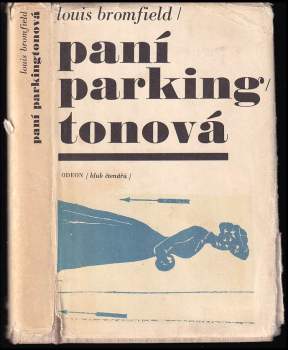 louis bromfield
paní parkingtonová
louis bromfield /
paní
parking/
tonová
ODEON / klub čtenářů /